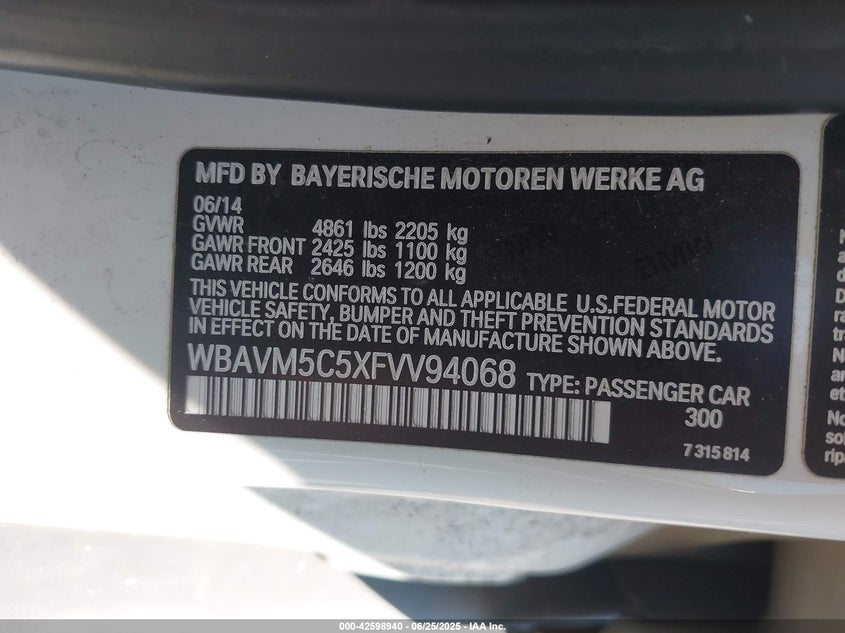 MFD BY BAYERISCHE MOTOREN WERKE AG
06/14
GVWR 4861 lbs 2205 kg
GAWR FRONT 2425 lbs 1100 kg
GAWR REAR 2646 lbs 1200 kg
THIS VEHICLE CONFORMS TO ALL APPLICABLE U.S.FEDERAL MOTOR
VEHICLE SAFETY, BUMPER AND THEFT PREVENTION STANDARDS
IN EFFECT ON THE DATE OF MANUFACTURE SHOWN ABOVE.
WBAVM5C5XFVV94068 TYPE: PASSENGER CAR
300
7 315 814
000-42598940 - 06/25/2025 - IAA Inc.